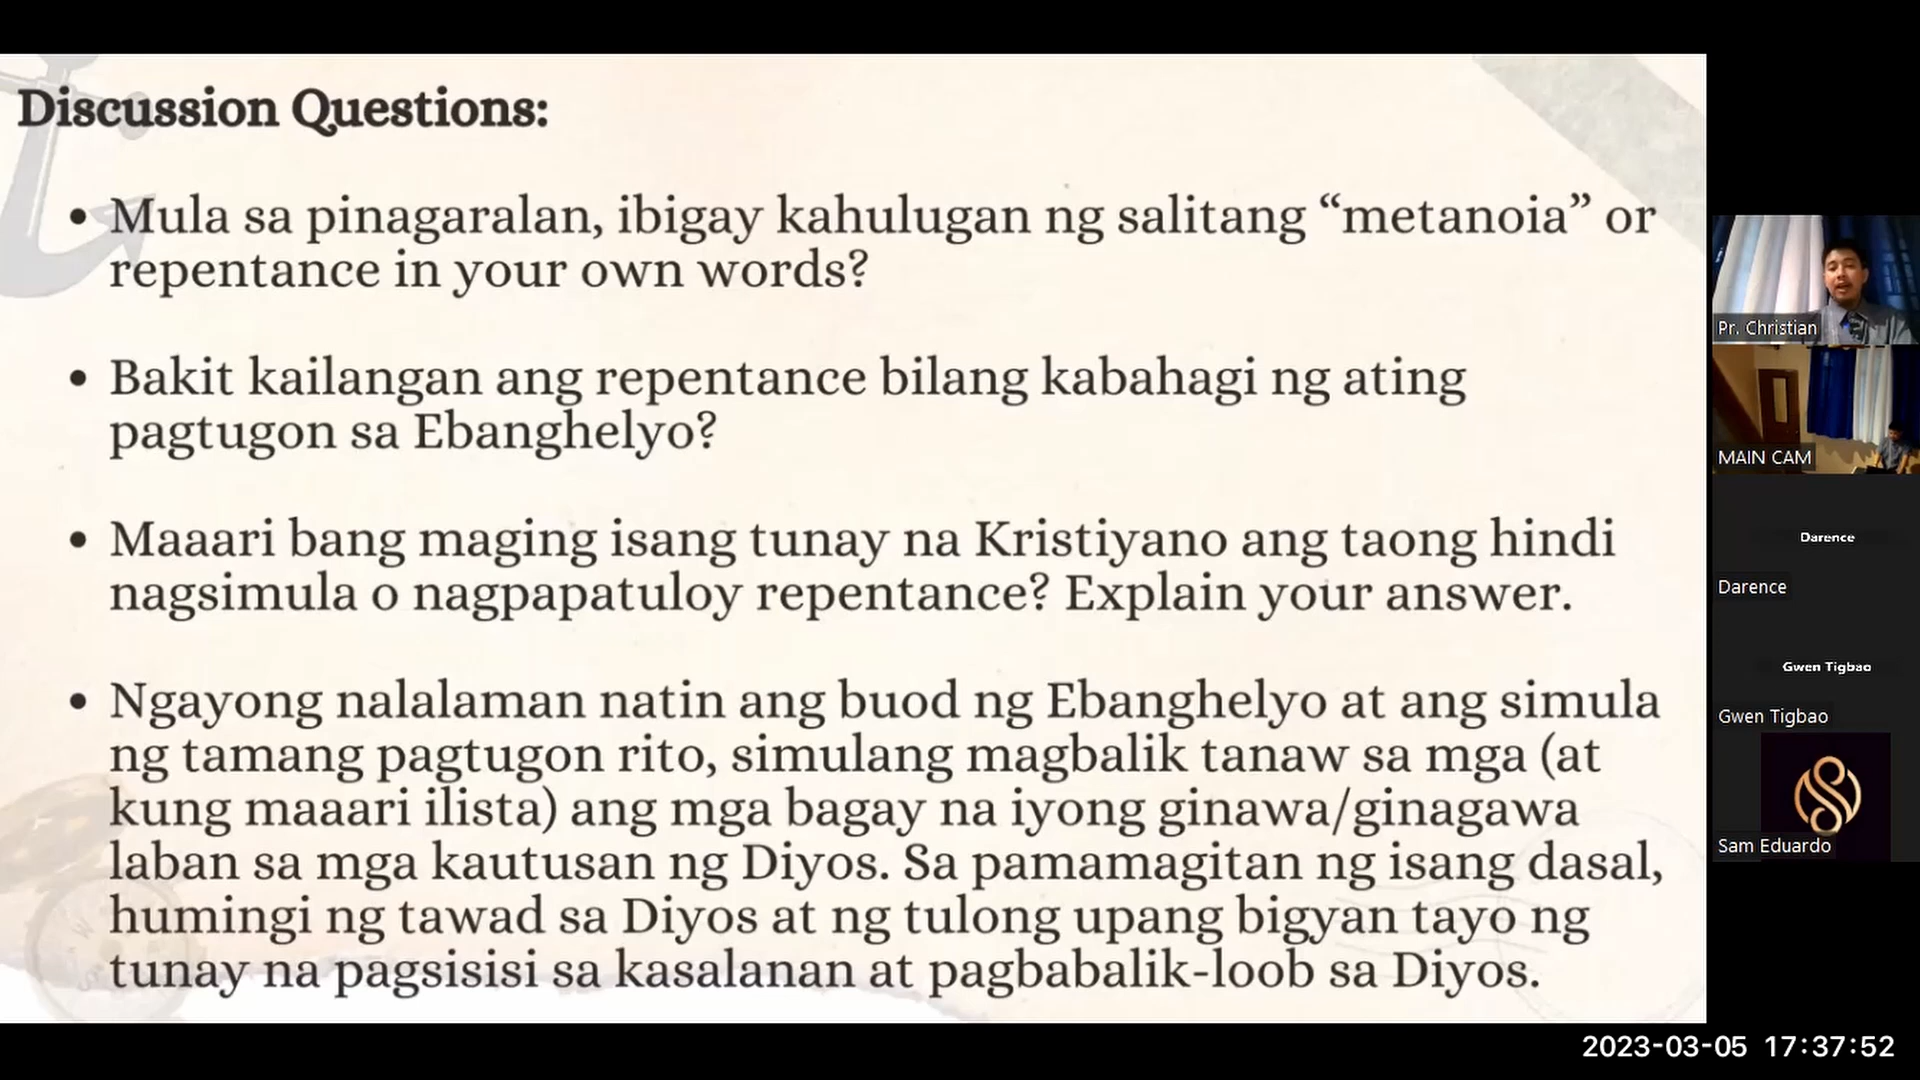 Discussion Questions:
• Mula sa pinagaralan, ibigay kahulugan ng salitang “metanoia” or
repentance in your own words?
• Bakit kailangan ang repentance bilang kabahagi ng ating
pagtugon sa Ebanghelyo?
• Maaari bang maging isang tunay na Kristiyano ang taong hindi
nagsimula o nagpapatuloy repentance? Explain your answer.
• Ngayong nalalaman natin ang buod ng Ebanghelyo at ang simula
ng tamang pagtugon rito, simulang magbalik tanaw sa mga (at
kung maaari ilista) ang mga bagay na iyong ginawa/ginagawa
laban sa mga kautusan ng Diyos. Sa pamamagitan ng isang dasal,
humingi ng tawad sa Diyos at ng tulong upang bigyan tayo ng
tunay na pagsisisi sa kasalanan at pagbabalik-loob sa Diyos.
Pr. Christian
MAIN CAM
Darence
Darence
Gwen Tigbao
Gwen Tigbao
Sam Eduardo
2023-03-05 17:37:52